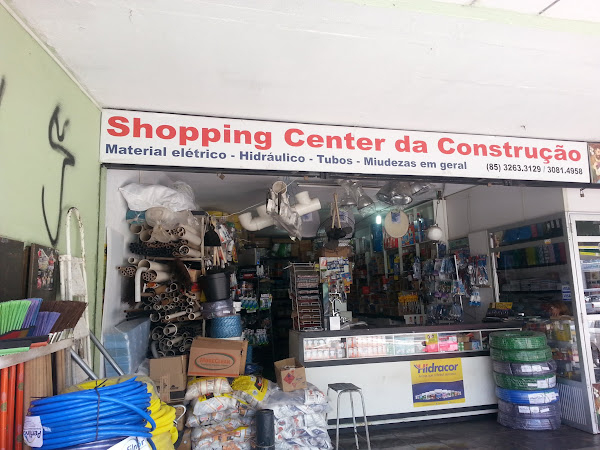 Shopping Center da Construção
Material elétrico - Hidráulico - Tubos - Miudezas em geral (85) 3263.3129 / 3081.4958
Hidracor